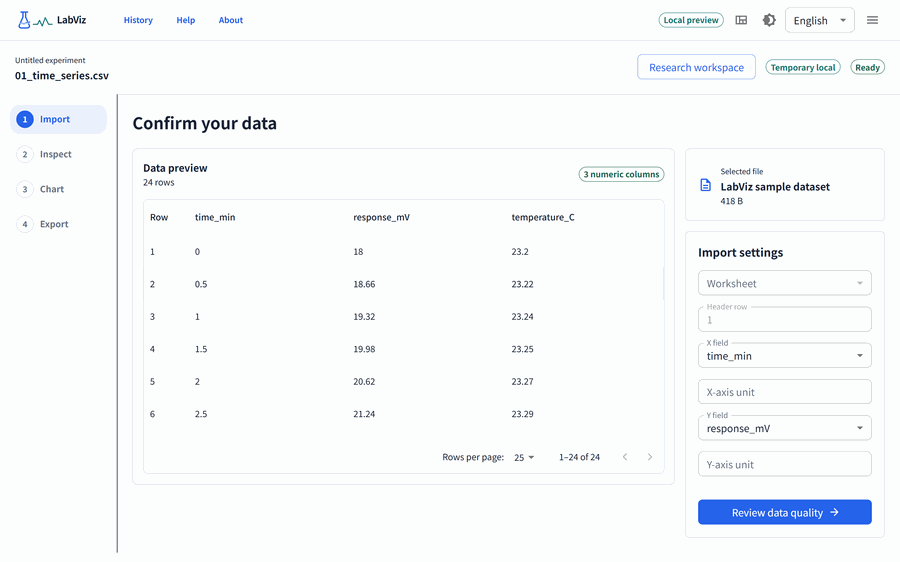 LabViz
History Help About
Local preview
English
Untitled experiment
01_time_series.csv
Research workspace
Temporary local
Ready
1 Import
2 Inspect
3 Chart
4 Export
Confirm your data
Data preview
24 rows
3 numeric columns
Row time_min response_mV temperature_C
1 0 18 23.2
2 0.5 18.66 23.22
3 1 19.32 23.24
4 1.5 19.98 23.25
5 2 20.62 23.27
6 2.5 21.24 23.29
Rows per page: 25 1–24 of 24
Selected file
LabViz sample dataset
418 B
Import settings
Worksheet
Header row
1
X field
time_min
X-axis unit
Y field
response_mV
Y-axis unit
Review data quality →